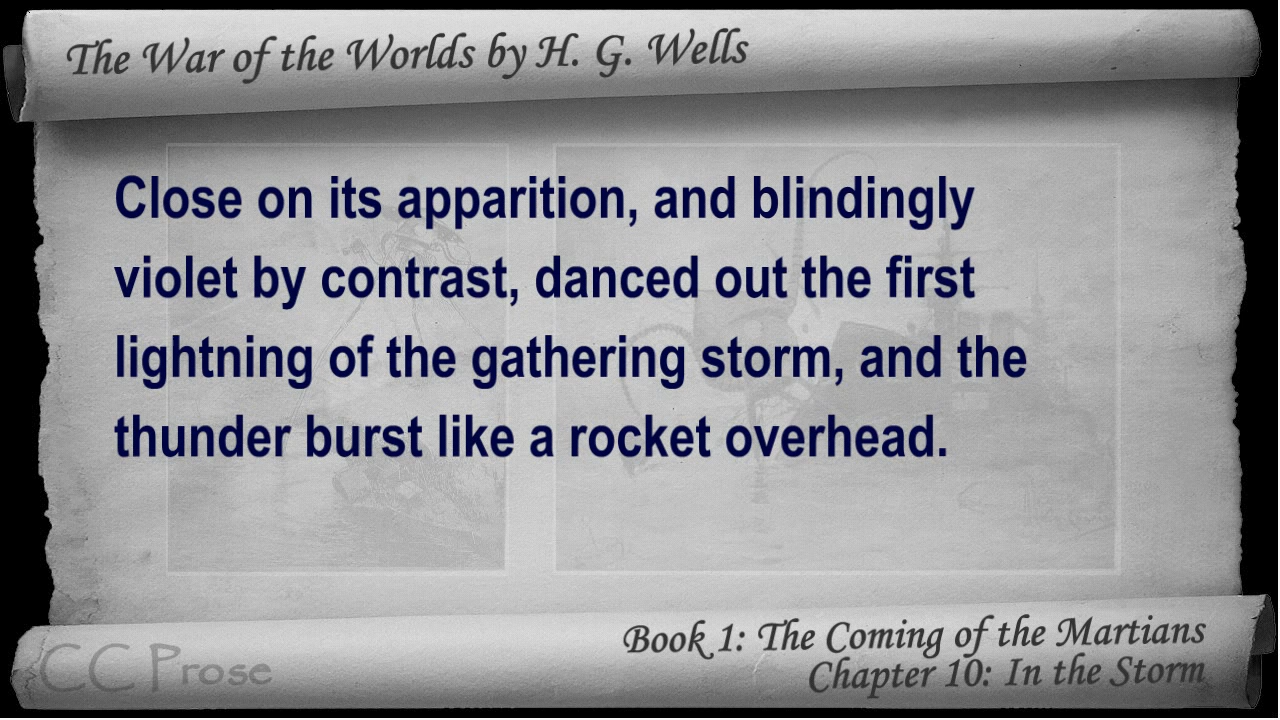 The War of the Worlds by H. G. Wells
Close on its apparition, and blindingly
violet by contrast, danced out the first
lightning of the gathering storm, and the
thunder burst like a rocket overhead.
Book 1: The Coming of the Martians
Chapter 10: In the Storm
CC Prose